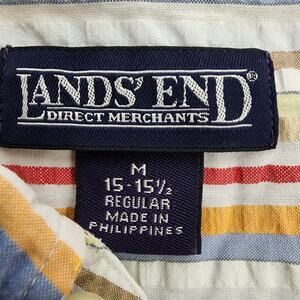 LANDS' END®
DIRECT MERCHANTS
M
15-15½
REGULAR
MADE IN
PHILIPPINES